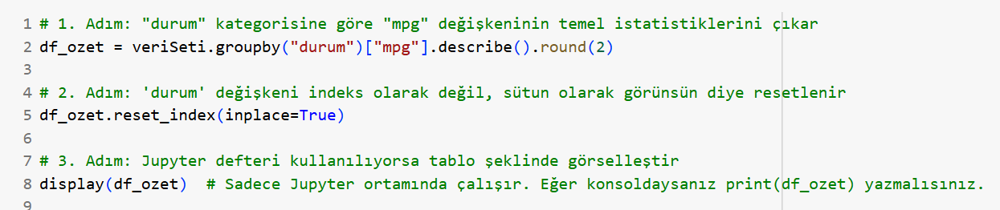 1 # 1. Adım: "durum" kategorisine göre "mpg" değişkeninin temel istatistiklerini çıkar
2 df_ozet = veriSeti.groupby("durum")["mpg"].describe().round(2)
3
4 # 2. Adım: 'durum' değişkeni indeks olarak değil, sütun olarak görünsün diye resetlenir
5 df_ozet.reset_index(inplace=True)
6
7 # 3. Adım: Jupyter defteri kullanılıyorsa tablo şeklinde görselleştir
8 display(df_ozet)  # Sadece Jupyter ortamında çalışır. Eğer konsoldaysanız print(df_ozet) yazmalısınız.
9